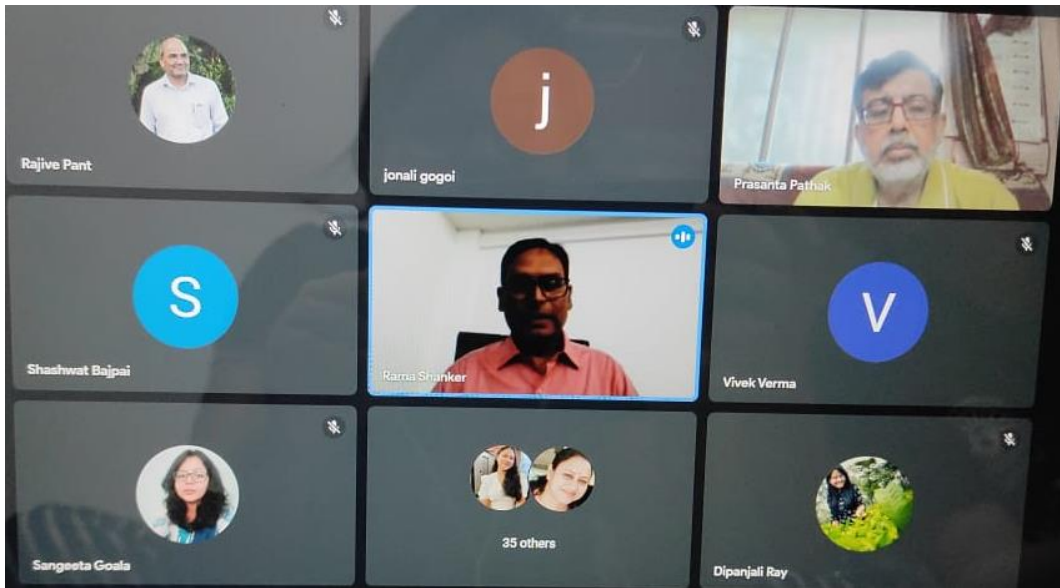 Rajive Pant
j
jonali gogoi
Prasanta Pathak
S
Shashwat Bajpai
Rama Shanker
V
Vivek Verma
Sangeeta Goala
35 others
Dipanjali Ray